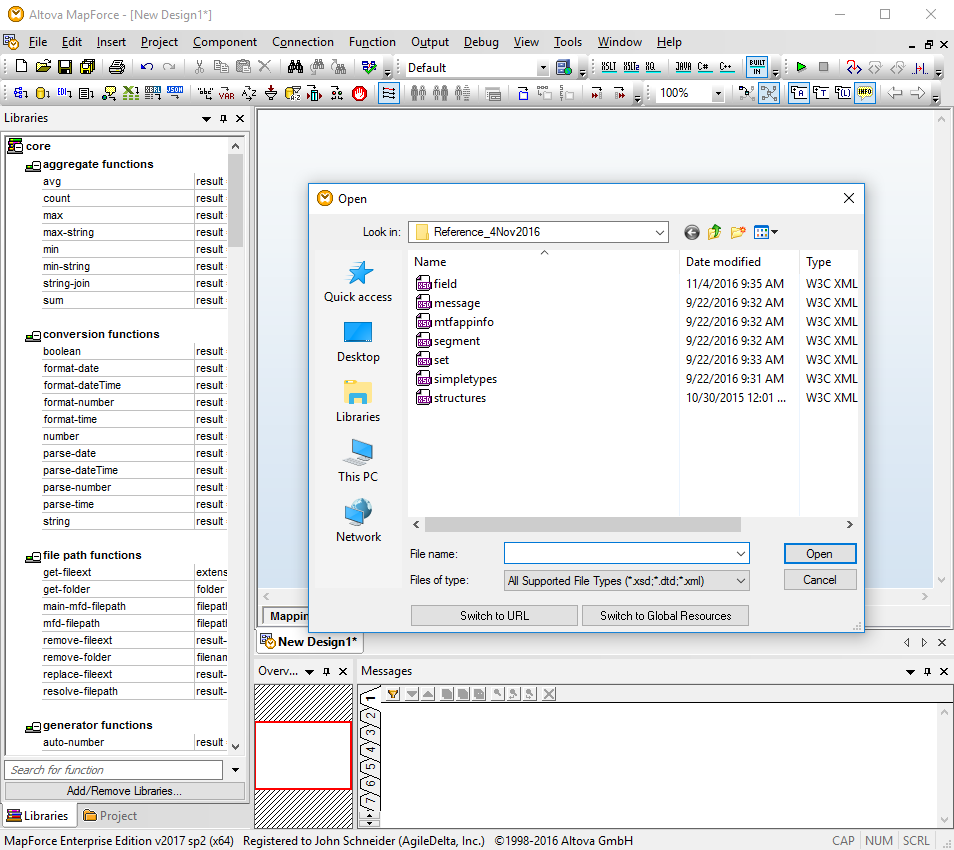 Altova MapForce - [New Design1*]
File Edit Insert Project Component Connection Function Output Debug View Tools Window Help
Default XSLT XSLT2 XQ... JAVA C# C++ BUILT IN
100%
Libraries
core
aggregate functions
avg result
count result
max result
max-string result
min result
min-string result
string-join result
sum result
conversion functions
boolean result
format-date result
format-dateTime result
format-number result
format-time result
number result
parse-date result
parse-dateTime result
parse-number result
parse-time result
string result
file path functions
get-fileext extens
get-folder folder
main-mfd-filepath filepath
mfd-filepath filepath
remove-fileext result-
remove-folder filenam
replace-fileext result-
resolve-filepath result-
generator functions
auto-number result
Search for function
Add/Remove Libraries...
Libraries Project
Open
Look in: Reference_4Nov2016
Quick access
Desktop
Libraries
This PC
Network
Name Date modified Type
field 11/4/2016 9:35 AM W3C XML
message 9/22/2016 9:32 AM W3C XML
mtfappinfo 9/22/2016 9:32 AM W3C XML
segment 9/22/2016 9:32 AM W3C XML
set 9/22/2016 9:33 AM W3C XML
simpletypes 9/22/2016 9:31 AM W3C XML
structures 10/30/2015 12:01 ... W3C XML
File name: Open
Files of type: All Supported File Types (*.xsd;*.dtd;*.xml) Cancel
Switch to URL Switch to Global Resources
Mappin
New Design1*
Overv... Messages
1
2
3
4
5
6
7
MapForce Enterprise Edition v2017 sp2 (x64) Registered to John Schneider (AgileDelta, Inc.) ©1998-2016 Altova GmbH CAP NUM SCRL